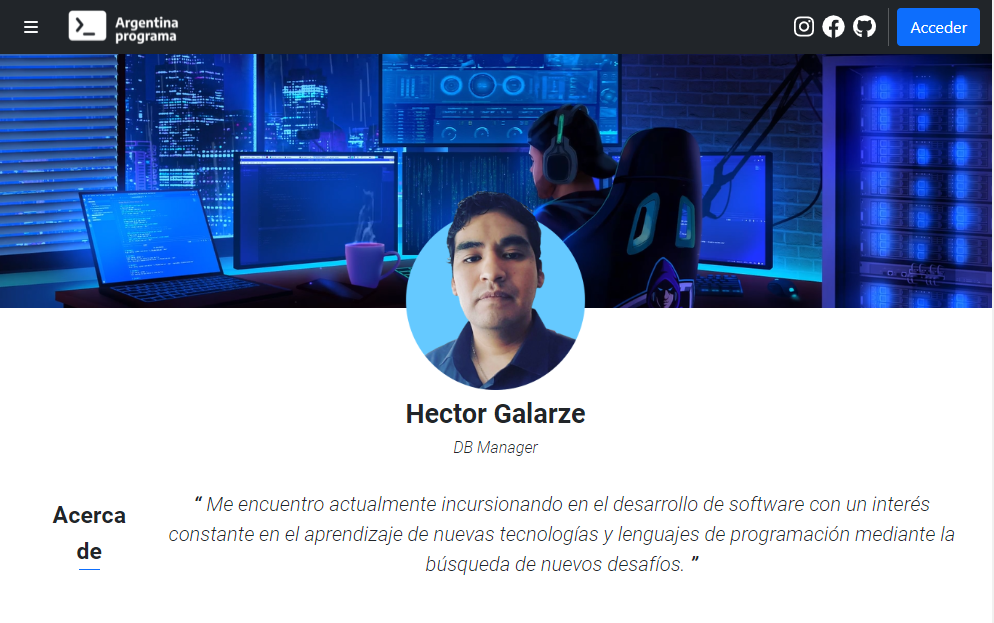 Argentina
programa
Acceder
Hector Galarze
DB Manager
Acerca
de
“ Me encuentro actualmente incursionando en el desarrollo de software con un interés
constante en el aprendizaje de nuevas tecnologías y lenguajes de programación mediante la
búsqueda de nuevos desafíos. ”